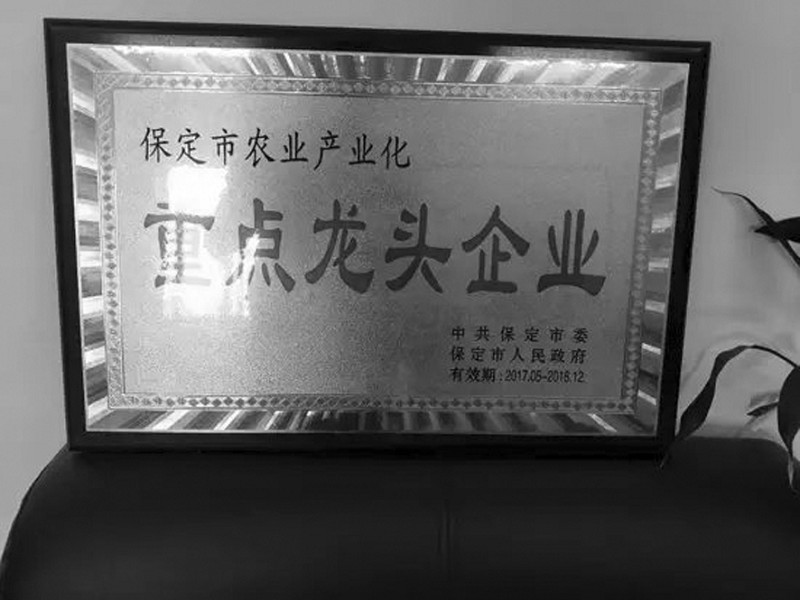 保定市农业产业化
重点龙头企业
中共保定市委
保定市人民政府
有效期:2017.05-2018.12